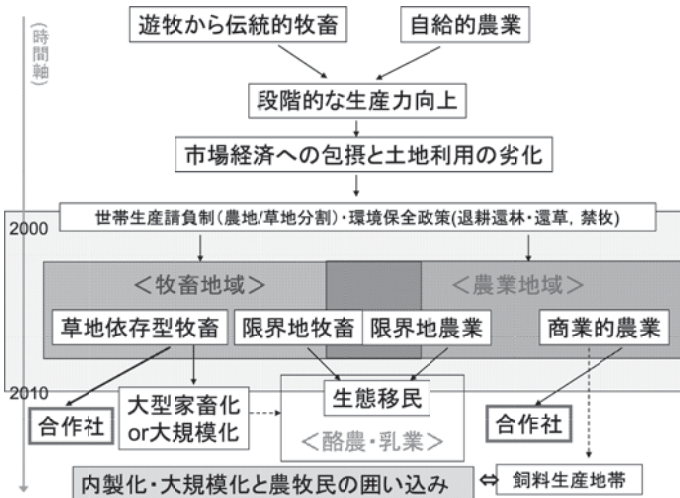 (時間軸)
遊牧から伝統的牧畜
自給的農業
段階的な生産力向上
市場経済への包摂と土地利用の劣化
世帯生産請負制(農地/草地分割)・環境保全政策(退耕還林・還草，禁牧)
2000
＜牧畜地域＞
＜農業地域＞
草地依存型牧畜
限界地牧畜
限界地農業
商業的農業
2010
合作社
大型家畜化
or大規模化
生態移民
＜酪農・乳業＞
合作社
内製化・大規模化と農牧民の囲い込み
⇔
飼料生産地帯